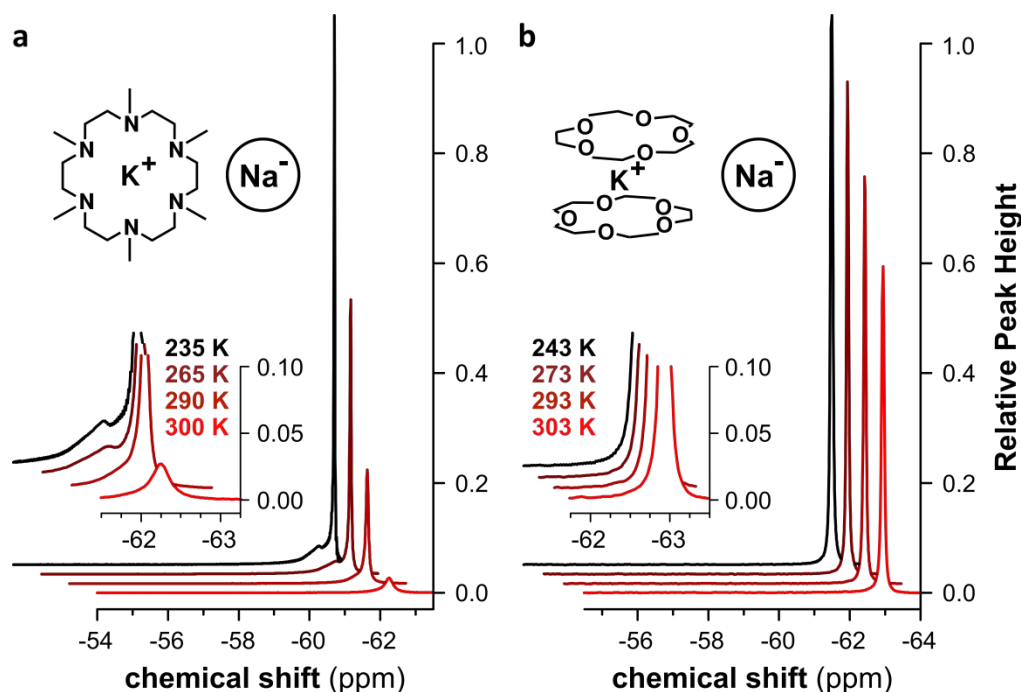 a
N
N
N
N
N
N
K+
Na-
235 K
265 K
290 K
300 K
0.10
0.05
0.00
-62
-63
1.0
0.8
0.6
0.4
0.2
0.0
-54
-56
-58
-60
-62
chemical shift (ppm)
b
O
O
O
O
O
K+
O
O
O
O
O
Na-
243 K
273 K
293 K
303 K
0.10
0.05
0.00
-62
-63
1.0
0.8
0.6
0.4
0.2
0.0
-56
-58
-60
-62
-64
chemical shift (ppm)
Relative Peak Height